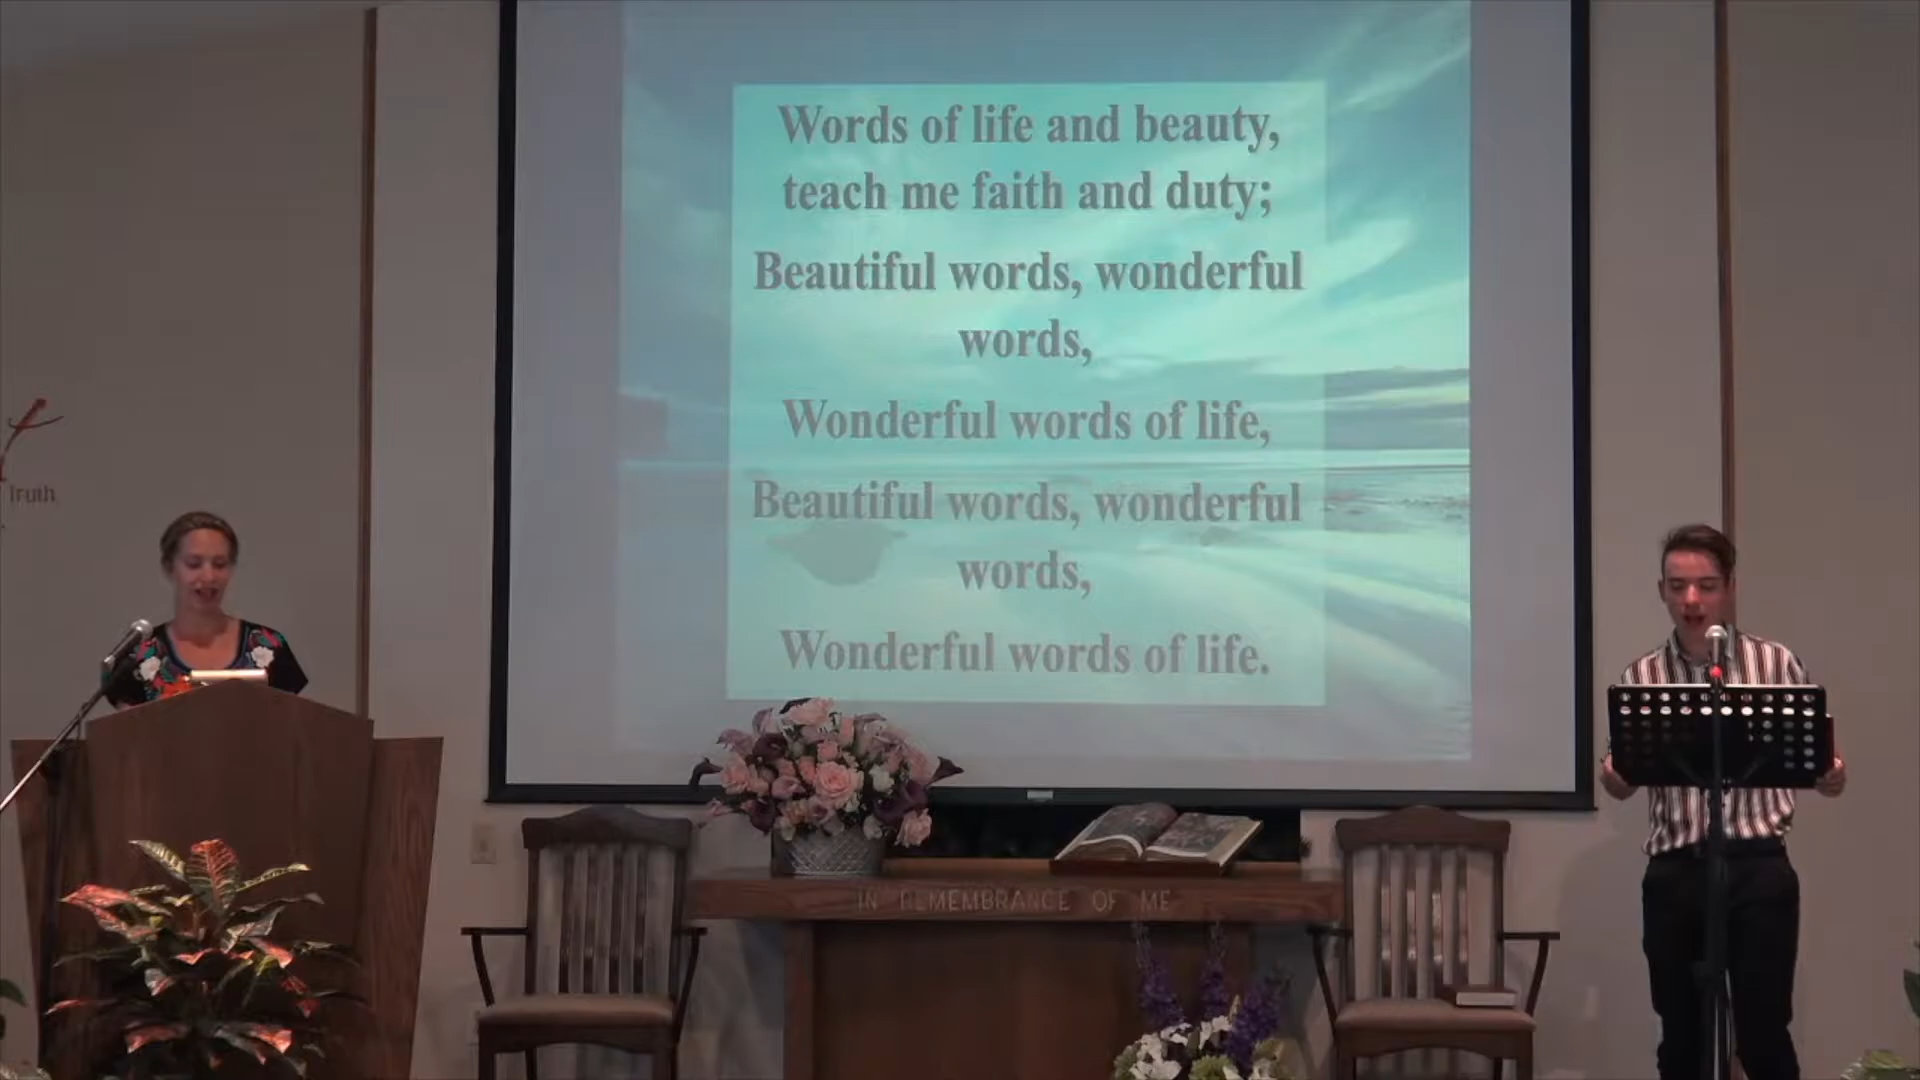 Words of life and beauty,
teach me faith and duty;
Beautiful words, wonderful
words,
Wonderful words of life,
Beautiful words, wonderful
words,
Wonderful words of life.
Truth
IN REMEMBRANCE OF ME